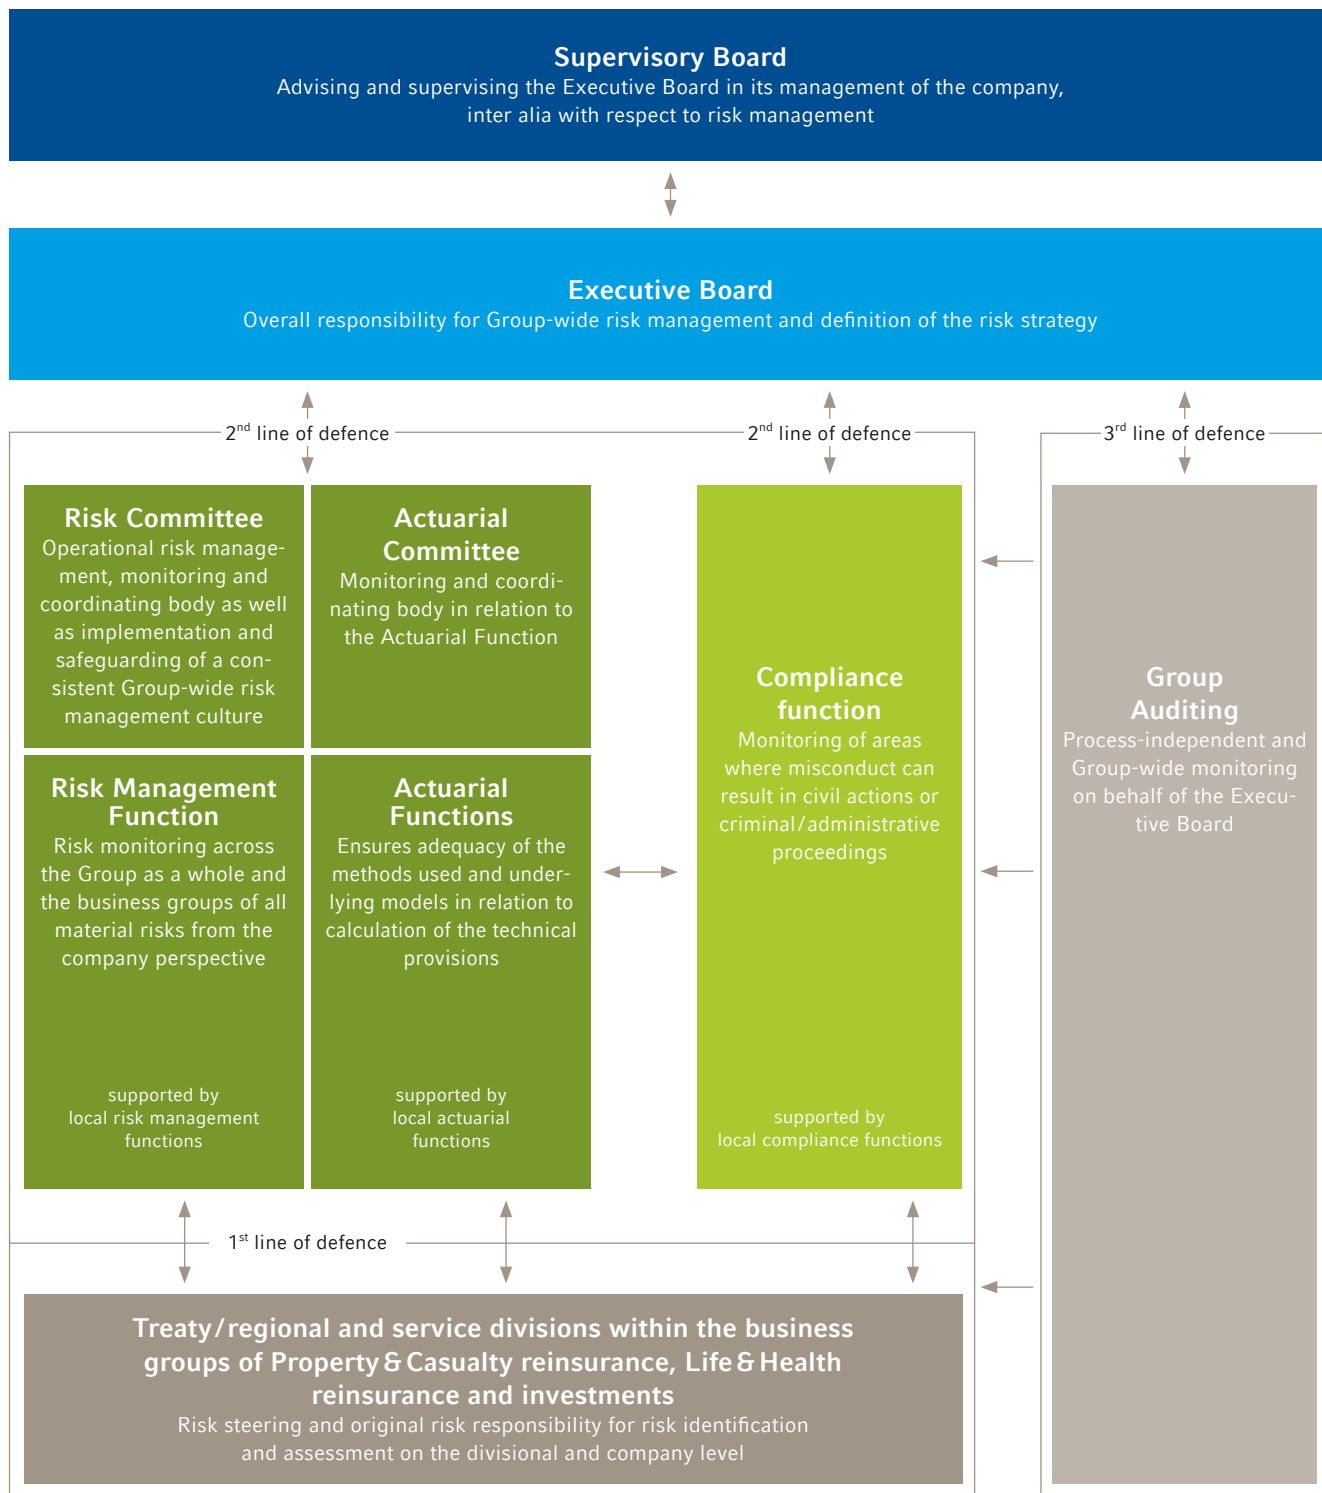 Supervisory Board
Advising and supervising the Executive Board in its management of the company,
inter alia with respect to risk management
Executive Board
Overall responsibility for Group-wide risk management and definition of the risk strategy
2nd line of defence
2nd line of defence
3rd line of defence
Risk Committee
Operational risk manage-
ment, monitoring and
coordinating body as well
as implementation and
safeguarding of a con-
sistent Group-wide risk
management culture
Actuarial
Committee
Monitoring and coordi-
nating body in relation to
the Actuarial Function
Risk Management
Function
Risk monitoring across
the Group as a whole and
the business groups of all
material risks from the
company perspective
supported by
local risk management
functions
Actuarial
Functions
Ensures adequacy of the
methods used and under-
lying models in relation to
calculation of the technical
provisions
supported by
local actuarial
functions
Compliance
function
Monitoring of areas
where misconduct can
result in civil actions or
criminal/administrative
proceedings
supported by
local compliance functions
Group
Auditing
Process-independent and
Group-wide monitoring
on behalf of the Execu-
tive Board
1st line of defence
Treaty/regional and service divisions within the business
groups of Property & Casualty reinsurance, Life & Health
reinsurance and investments
Risk steering and original risk responsibility for risk identification
and assessment on the divisional and company level